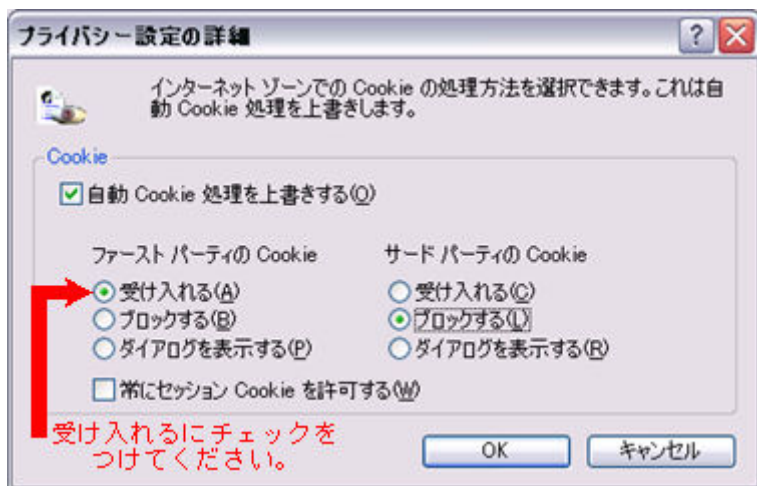 プライバシー設定の詳細
インターネット ゾーンでの Cookie の処理方法を選択できます。これは自
動 Cookie 処理を上書きします。
Cookie
自動 Cookie 処理を上書きする(O)
ファースト パーティの Cookie サード パーティの Cookie
受け入れる(A) 受け入れる(C)
ブロックする(B) ブロックする(L)
ダイアログを表示する(P) ダイアログを表示する(R)
常にセッション Cookie を許可する(W)
受け入れるにチェックを
つけてください。
OK キャンセル